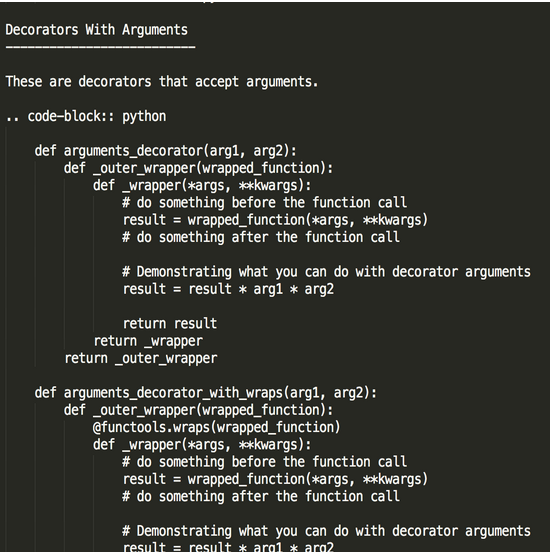 Decorators With Arguments
--------------------------
These are decorators that accept arguments.
.. code-block:: python
def arguments_decorator(arg1, arg2):
def _outer_wrapper(wrapped_function):
def _wrapper(*args, **kwargs):
# do something before the function call
result = wrapped_function(*args, **kwargs)
# do something after the function call
# Demonstrating what you can do with decorator arguments
result = result * arg1 * arg2
return result
return _wrapper
return _outer_wrapper
def arguments_decorator_with_wraps(arg1, arg2):
def _outer_wrapper(wrapped_function):
@functools.wraps(wrapped_function)
def _wrapper(*args, **kwargs):
# do something before the function call
result = wrapped_function(*args, **kwargs)
# do something after the function call
# Demonstrating what you can do with decorator arguments
result = result * arg1 * arg2